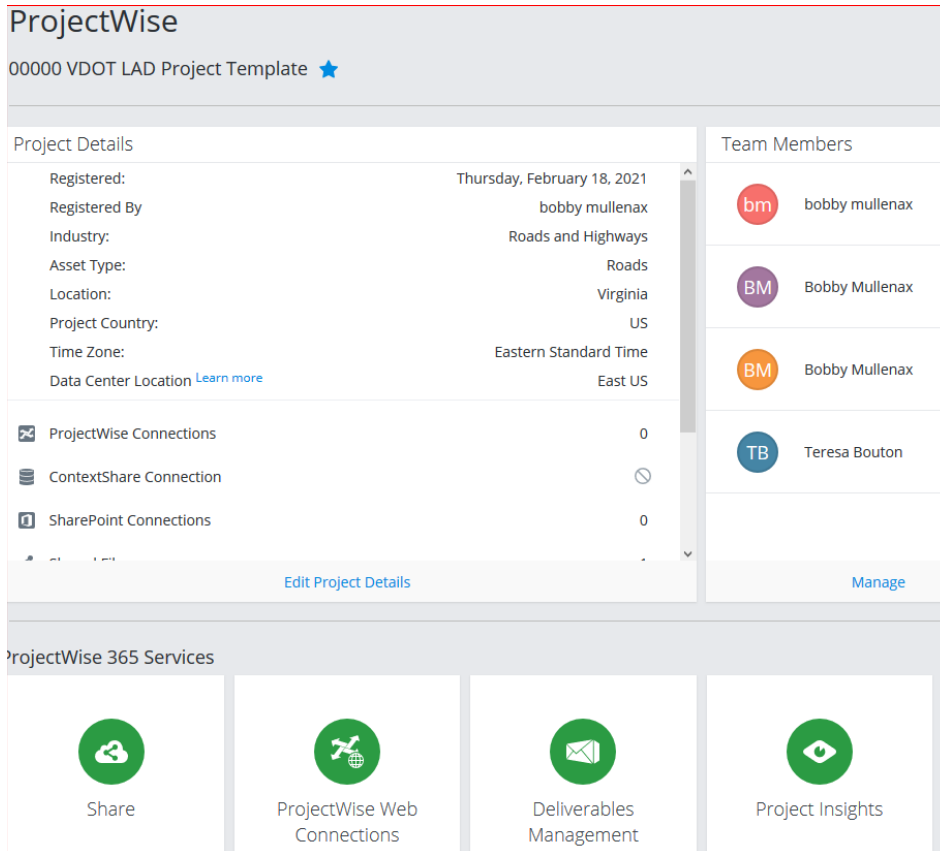 ProjectWise
00000 VDOT LAD Project Template
Project Details
Registered: Thursday, February 18, 2021
Registered By bobby mullenax
Industry: Roads and Highways
Asset Type: Roads
Location: Virginia
Project Country: US
Time Zone: Eastern Standard Time
Data Center Location Learn more East US
ProjectWise Connections 0
ContextShare Connection
SharePoint Connections 0
Edit Project Details
Team Members
bm bobby mullenax
BM Bobby Mullenax
BM Bobby Mullenax
TB Teresa Bouton
Manage
ProjectWise 365 Services
Share
ProjectWise Web
Connections
Deliverables
Management
Project Insights